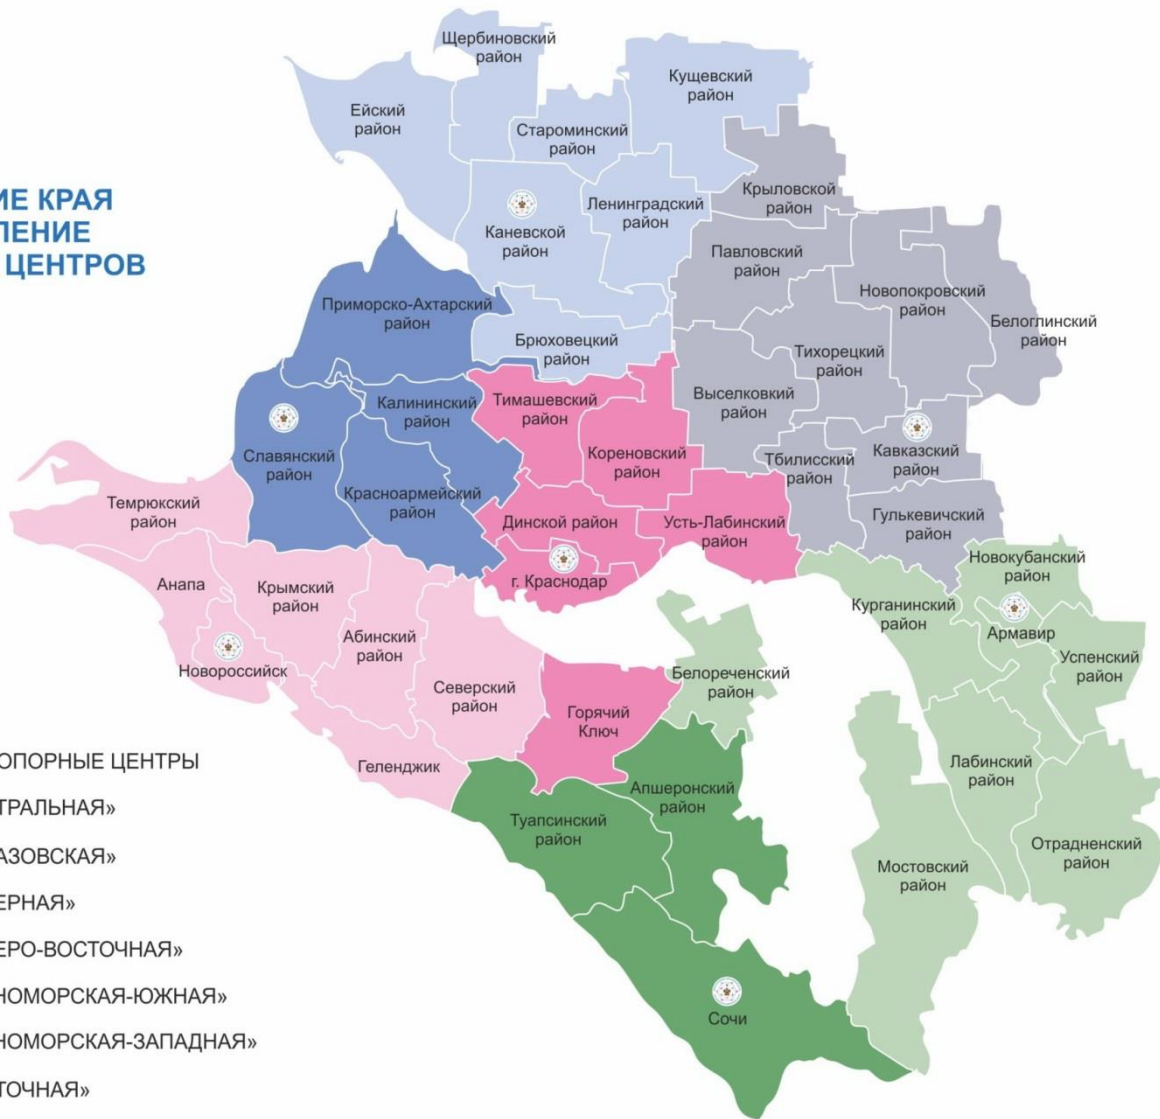 ИЕ КРАЯ
ЛЕНИЕ
ЦЕНТРОВ
Щербиновский
район
Кущевский
район
Ейский
район
Староминский
район
Крыловской
район
Ленинградский
район
Каневской
район
Павловский
район
Новопокровский
район
Приморско-Ахтарский
район
Белоглинский
район
Брюховецкий
район
Тихорецкий
район
Калининский
район
Тимашевский
район
Выселковкий
район
Славянский
район
Кореновский
район
Тбилисский
район
Кавказский
район
Красноармейский
район
Темрюкский
район
Динской район
Усть-Лабинский
район
Гулькевичский
район
Новокубанский
район
Анапа
Крымский
район
г. Краснодар
Курганинский
район
Армавир
Абинский
район
Новороссийск
Успенский
район
Северский
район
Белореченский
район
Горячий
Ключ
Геленджик
Лабинский
район
Апшеронский
район
Туапсинский
район
Отрадненский
район
Мостовский
район
Сочи
ОПОРНЫЕ ЦЕНТРЫ
ТРАЛЬНАЯ»
АЗОВСКАЯ»
ЕРНАЯ»
ЕРО-ВОСТОЧНАЯ»
НОМОРСКАЯ-ЮЖНАЯ»
НОМОРСКАЯ-ЗАПАДНАЯ»
ТОЧНАЯ»